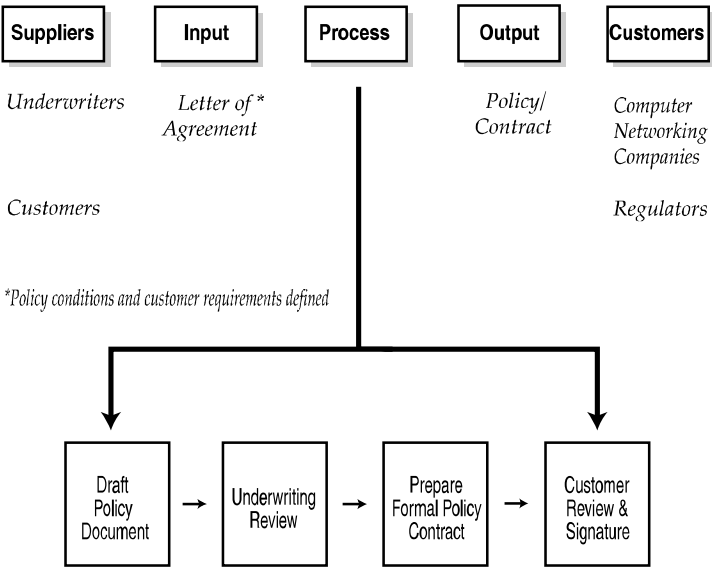 Suppliers
Input
Process
Output
Customers
Underwriters
Letter of *
Agreement
Policy/
Contract
Computer
Networking
Companies
Customers
Regulators
*Policy conditions and customer requirements defined
Draft
Policy
Document
Underwriting
Review
Prepare
Formal Policy
Contract
Customer
Review &
Signature